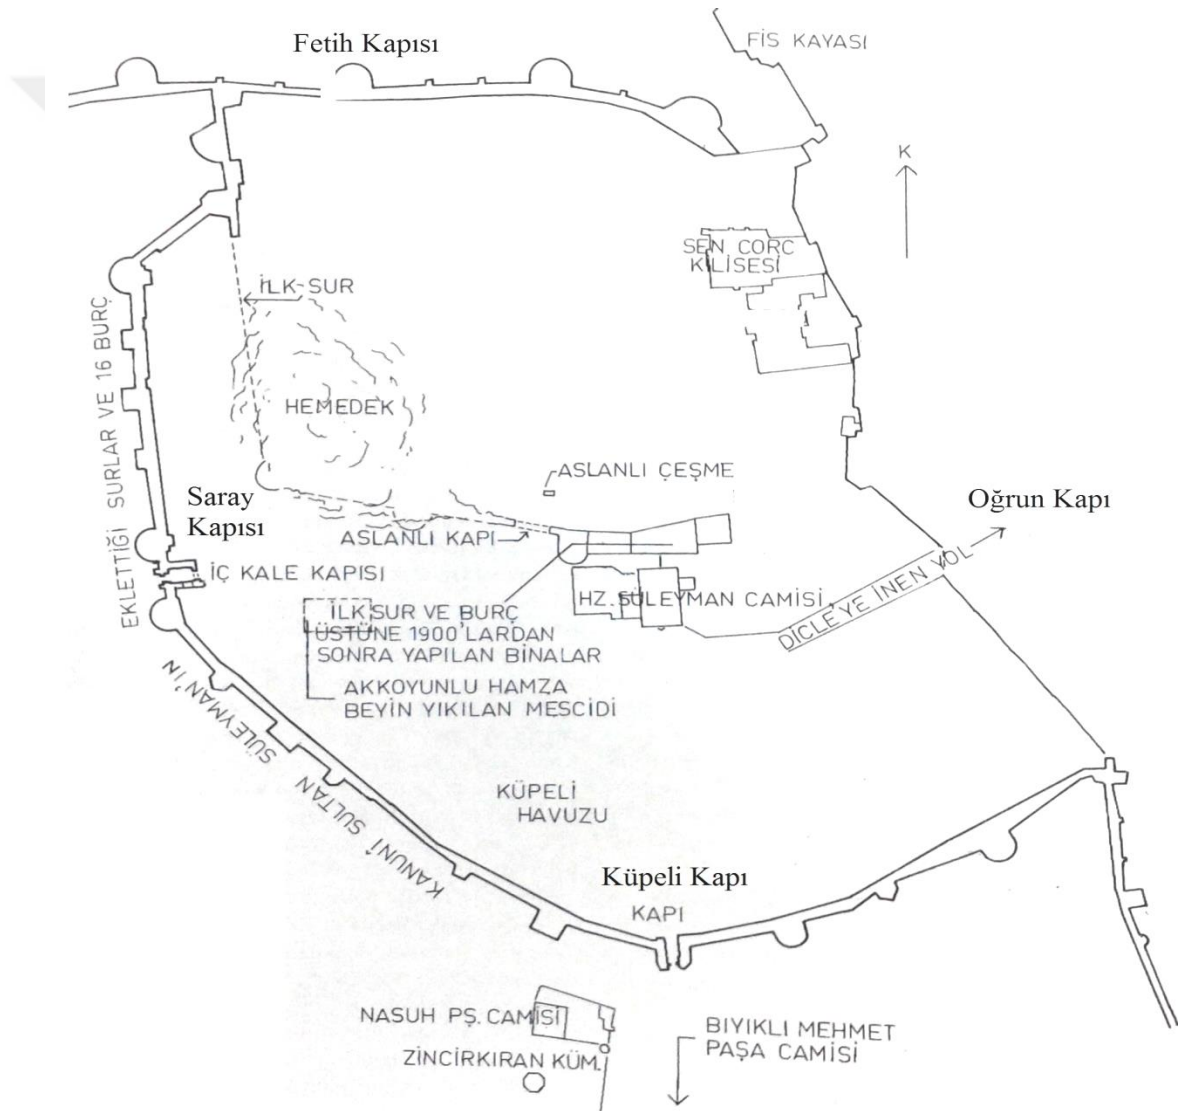 Fetih Kapısı
FİS KAYASI
K
SEN CORC
KİLİSESİ
İLK-SUR
HEMEDEK
EKLETTİĞİ SURLAR VE 16 BURÇ
ASLANLI ÇEŞME
Saray
Kapısı
Oğrun Kapı
ASLANLI KAPI
İÇ KALE KAPISI
HZ. SÜLEYMAN CAMİSİ
DİCLE'YE İNEN YOL
İLK SUR VE BURÇ
ÜSTÜNE 1900'LARDAN
SONRA YAPILAN BİNALAR
AKKOYUNLU HAMZA
BEYİN YIKILAN MESCİDİ
KANUNİ SULTAN SÜLEYMAN'IN
KÜPELİ
HAVUZU
Küpeli Kapı
KAPI
NASUH PŞ. CAMİŞİ
ZİNCİRKIRAN KÜM.
BIYIKLI MEHMET
PAŞA CAMİSİ